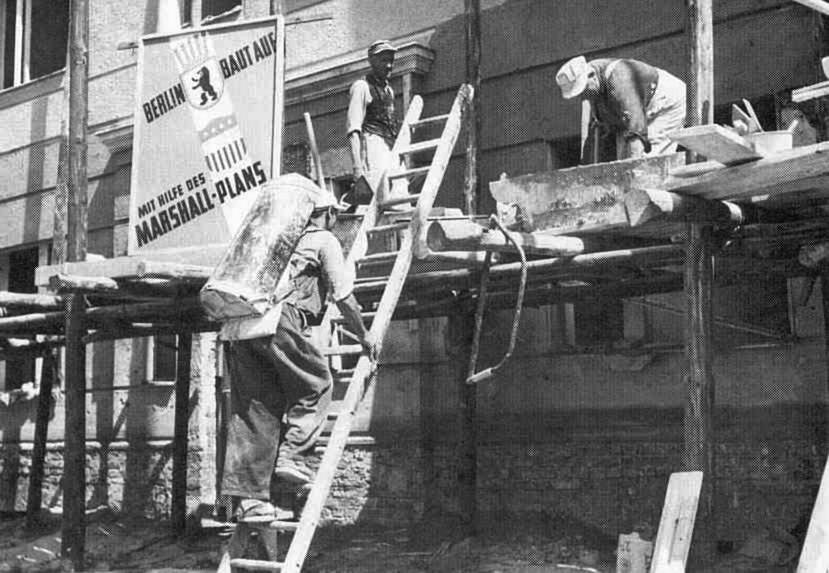 BERLIN BAUT AUF
MIT HILFE DES
MARSHALL-PLANS